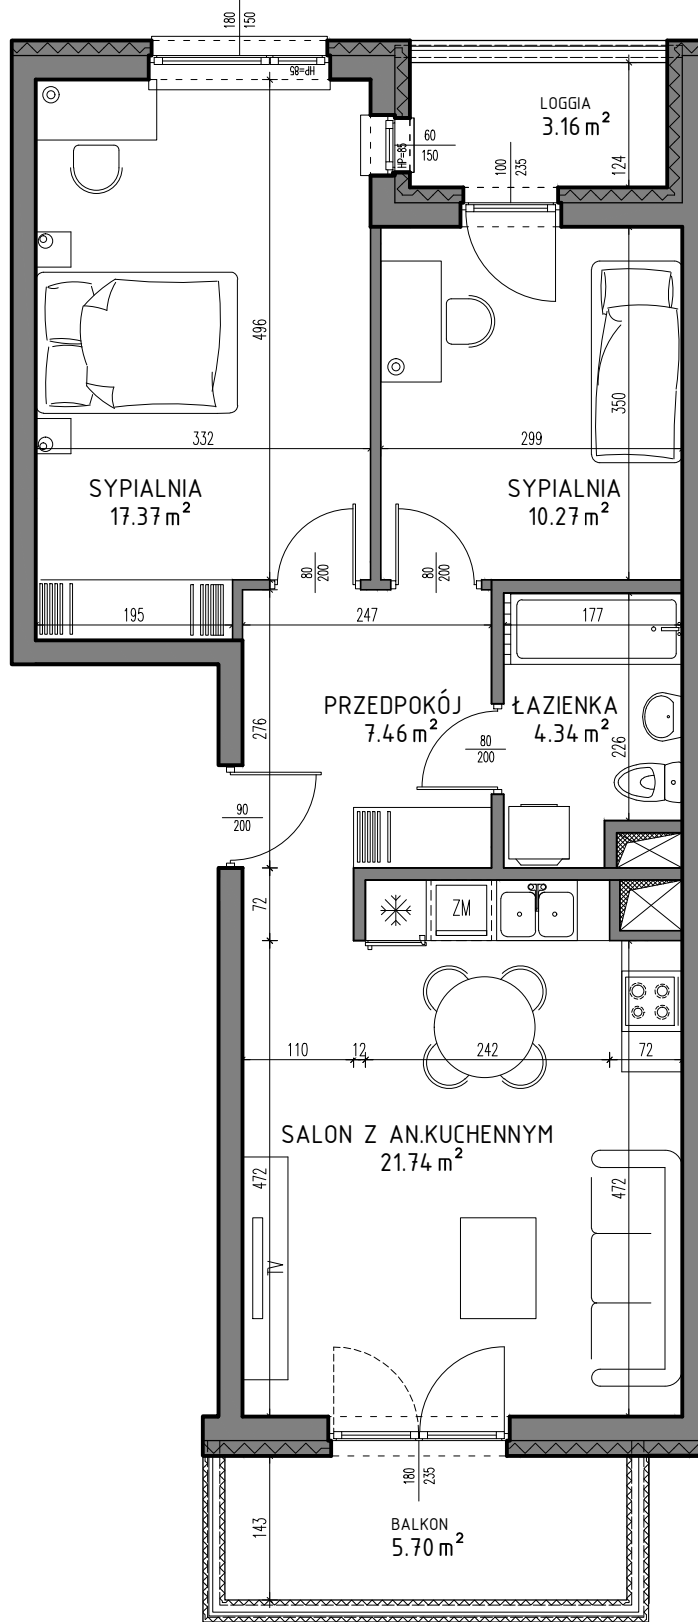 180
150
HP=85
LOGGIA
3.16 m²
60
150
HP=85
100
235
124
496
350
332
299
SYPIALNIA
17.37 m²
SYPIALNIA
10.27 m²
80
200
80
200
195
247
177
PRZEDPOKÓJ
7.46 m²
ŁAZIENKA
4.34 m²
276
226
80
200
90
200
72
ZM
110
12
242
72
SALON Z AN.KUCHENNYM
21.74 m²
472
472
TV
180
235
143
BALKON
5.70 m²